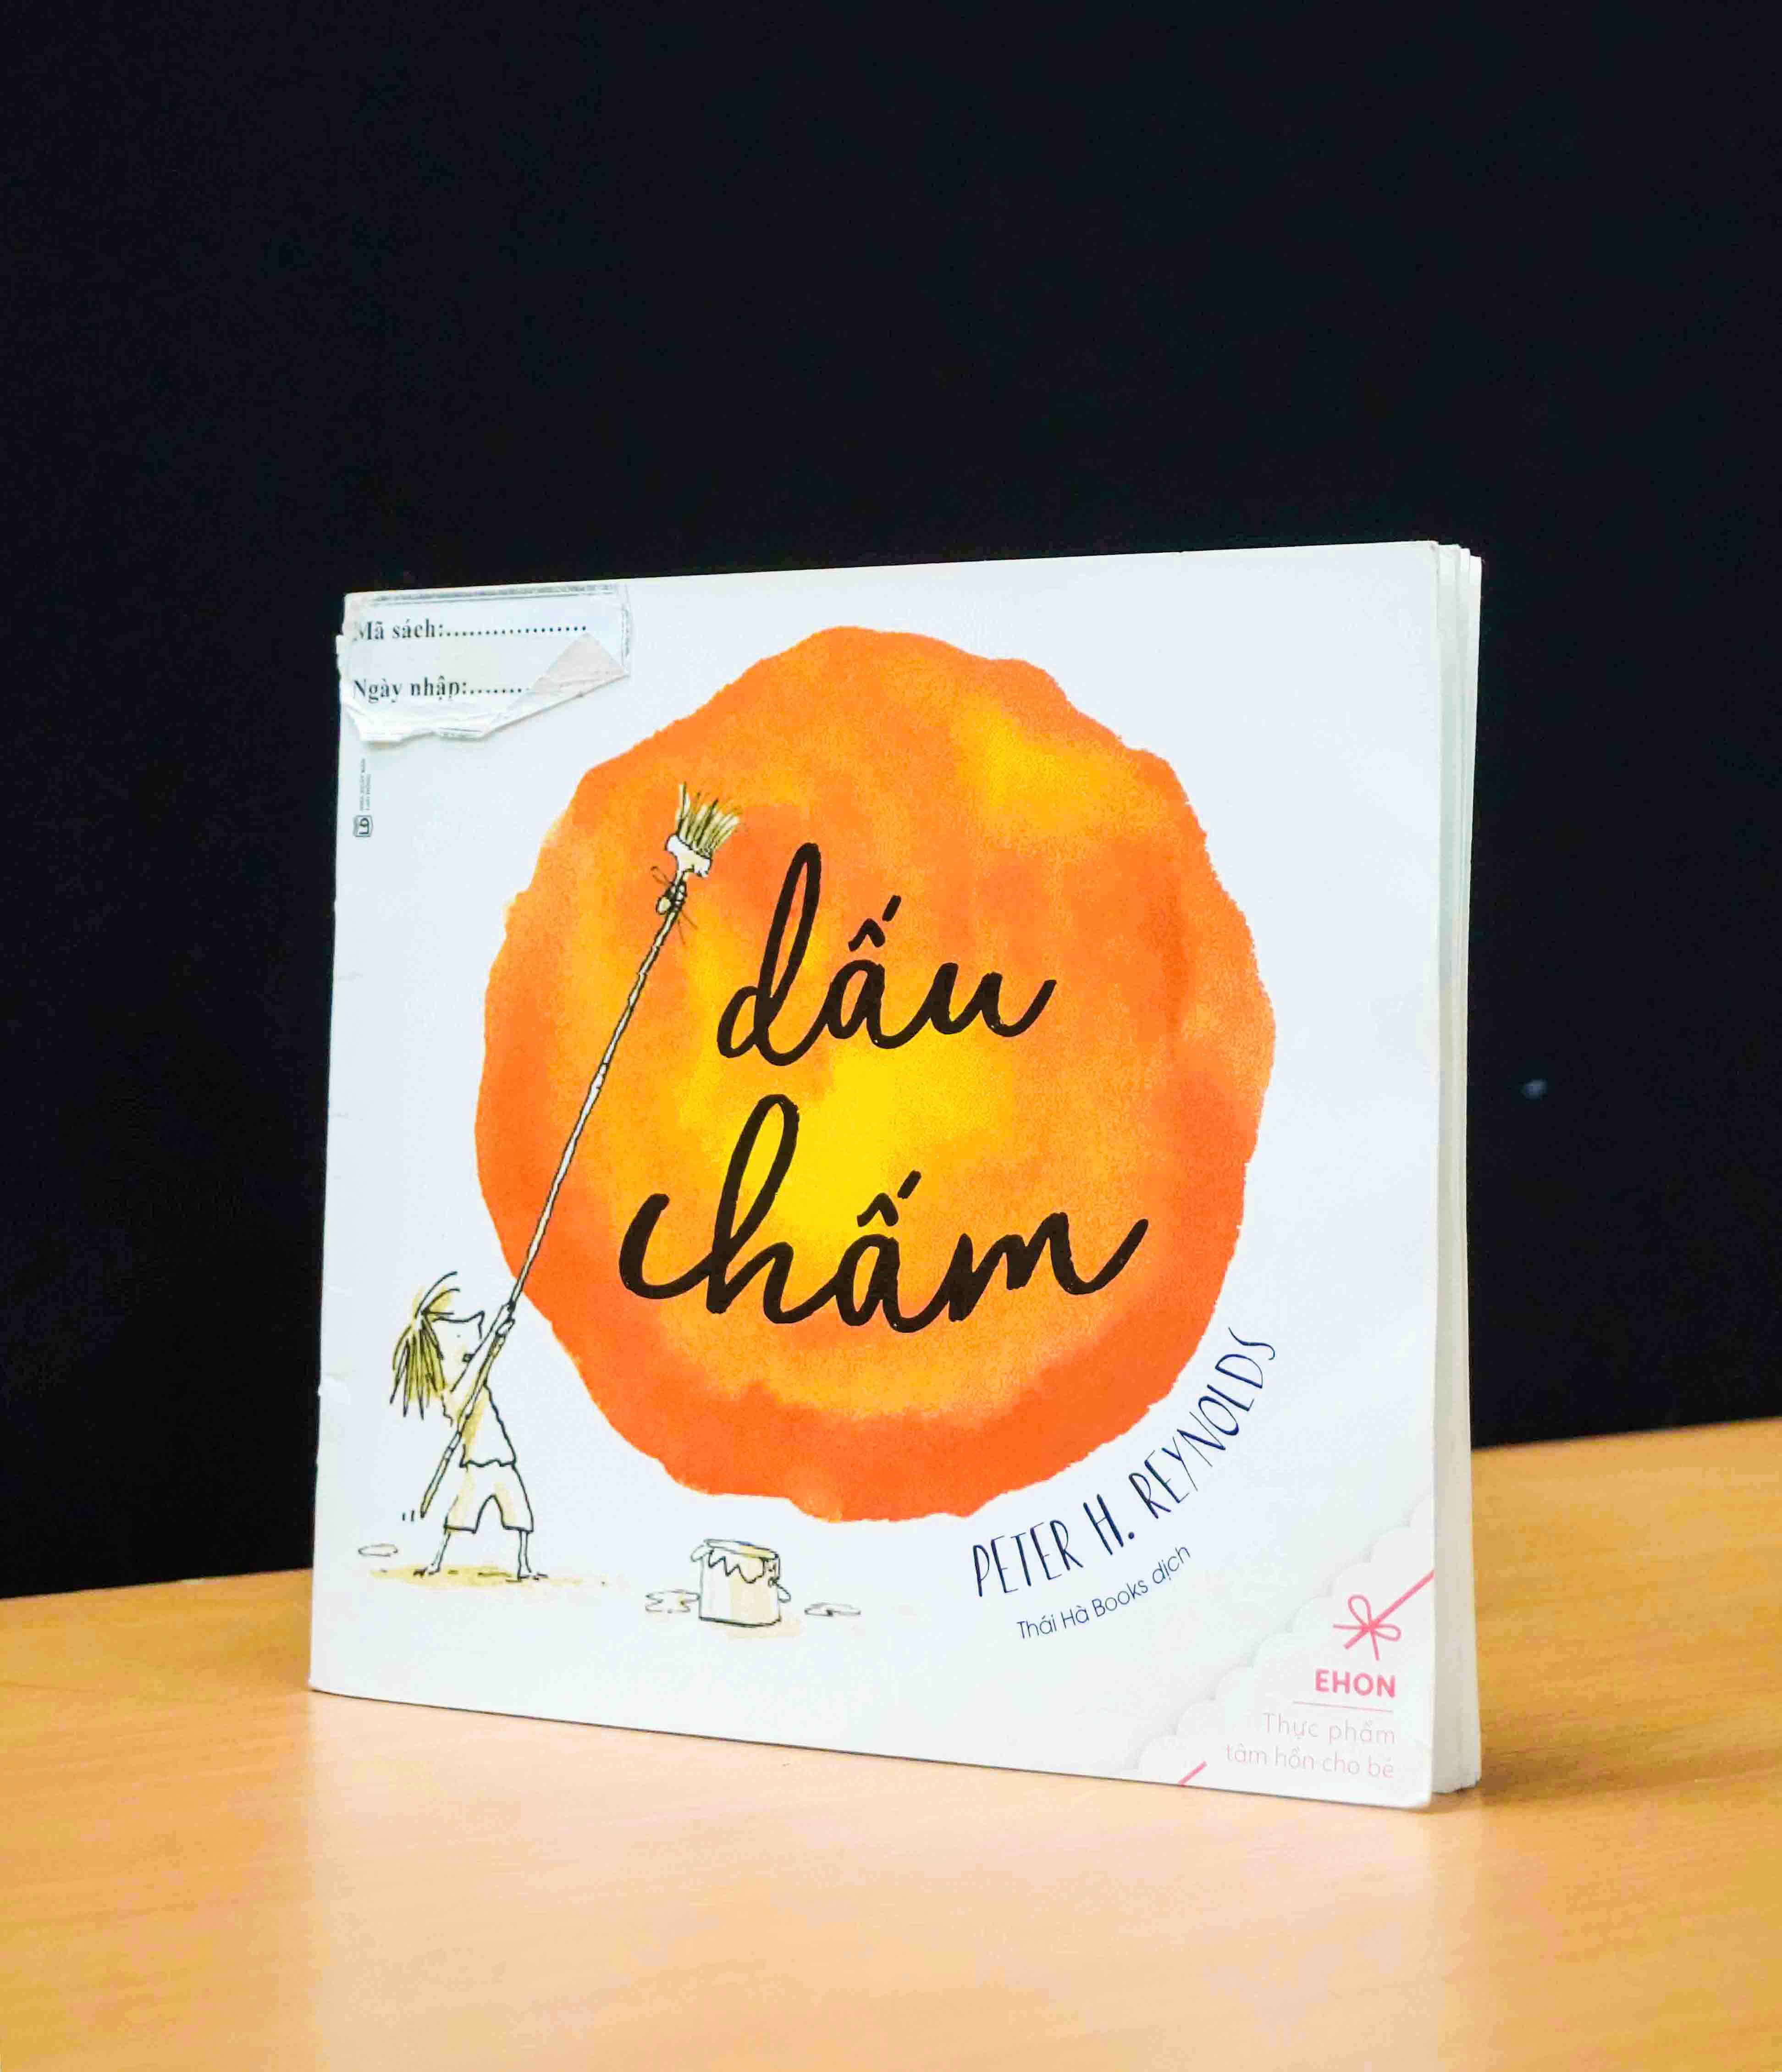 Mã sách:..................
Ngày nhập:.......
dấu
chấm
PETER H. REYNOLDS
Thái Hà Books dịch
EHON
Thực phẩm
tâm hồn cho bé